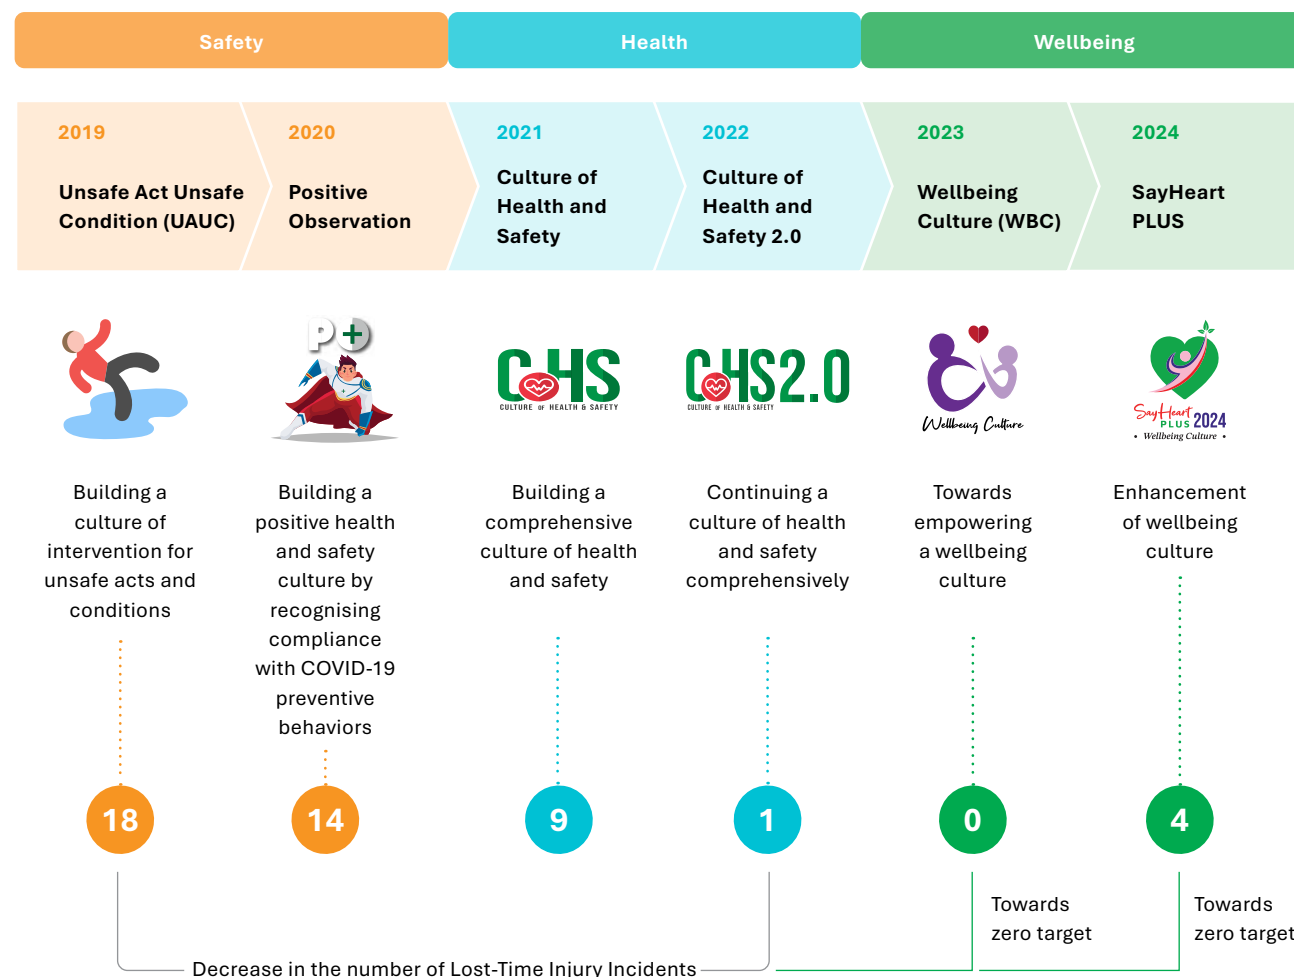 Safety
Health
Wellbeing
2019
Unsafe Act Unsafe
Condition (UAUC)
2020
Positive
Observation
2021
Culture of
Health and
Safety
2022
Culture of
Health and
Safety 2.0
2023
Wellbeing
Culture (WBC)
2024
SayHeart
PLUS
PO
COHS
CULTURE OF HEALTH & SAFETY
COHS2.0
CULTURE OF HEALTH & SAFETY
Wellbeing Culture
SayHeart
PLUS 2024
• Wellbeing Culture •
Building a
culture of
intervention for
unsafe acts and
conditions
Building a
positive health
and safety
culture by
recognising
compliance
with COVID-19
preventive
behaviors
Building a
comprehensive
culture of health
and safety
Continuing a
culture of health
and safety
comprehensively
Towards
empowering
a wellbeing
culture
Enhancement
of wellbeing
culture
18
14
9
1
0
4
Towards
zero target
Towards
zero target
Decrease in the number of Lost-Time Injury Incidents